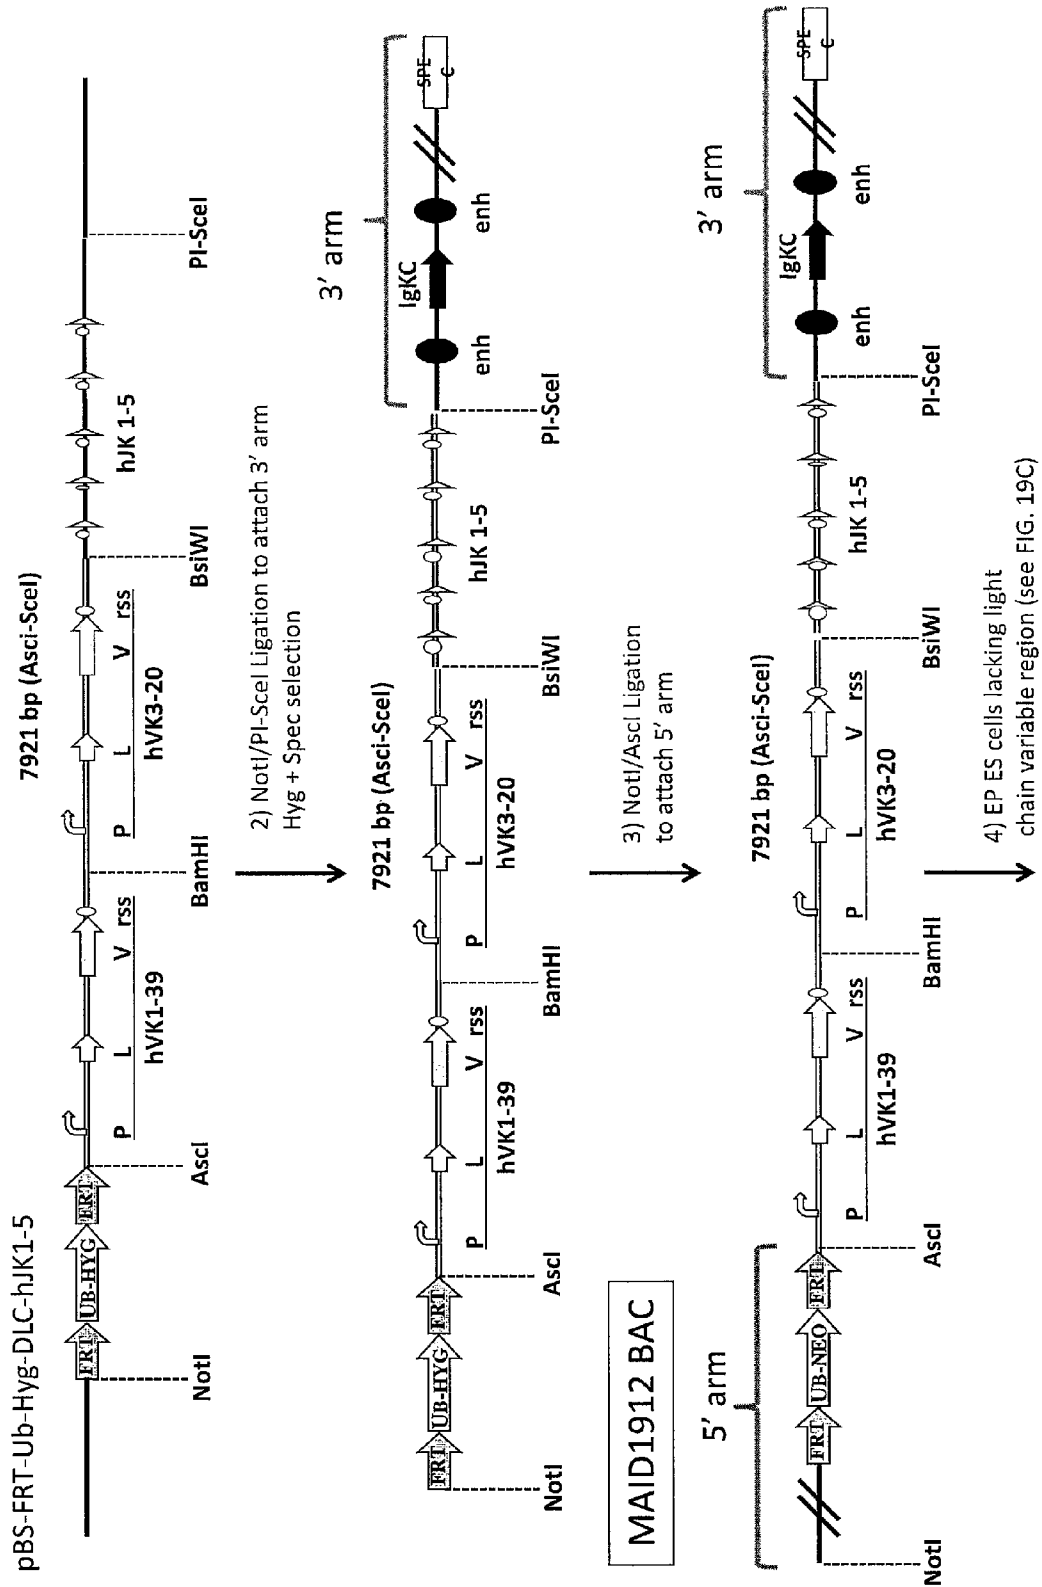 pBS-FRT-Ub-Hyg-DLC-hJK1-5
7921 bp (Asci-SceI)
FRT UB-HYG FRT
P L V rss P L V rss
hVK1-39 hVK3-20 hJK 1-5
NotI AscI BamHI BsiWI PI-SceI
2) NotI/PI-SceI Ligation to attach 3' arm
Hyg + Spec selection
3' arm
7921 bp (AscI-SceI)
FRT UB-HYG FRT IgKC SPE
C
P L V rss P L V rss enh enh
hVK1-39 hVK3-20 hJK 1-5
NotI AscI BamHI BsiWI PI-SceI
MAID1912 BAC
3) NotI/AscI Ligation
to attach 5' arm
5' arm 3' arm
7921 bp (Asci-SceI)
FRT UB-NEO FRT IgKC SPE
C
P L V rss P L V rss enh enh
hVK1-39 hVK3-20 hJK 1-5
NotI AscI BamHI BsiWI PI-SceI
4) EP ES cells lacking light
chain variable region (see FIG. 19C)